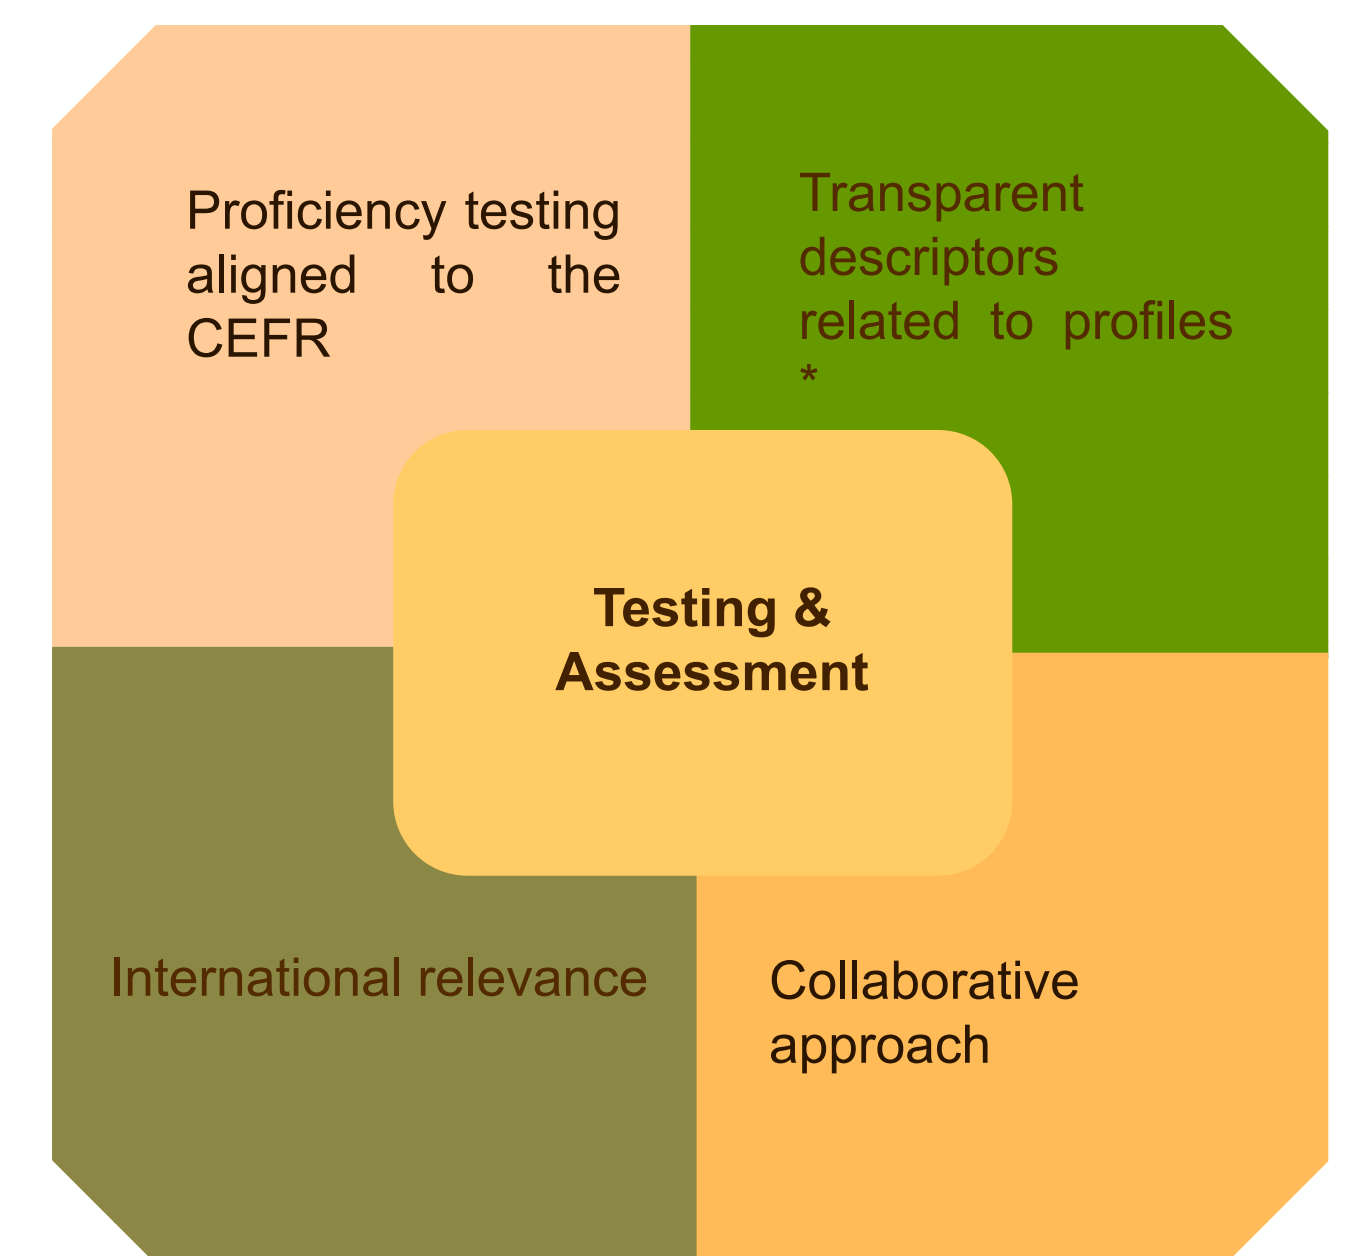 Proficiency testing
aligned to the
CEFR
Transparent
descriptors
related to profiles
*
Testing &
Assessment
International relevance
Collaborative
approach